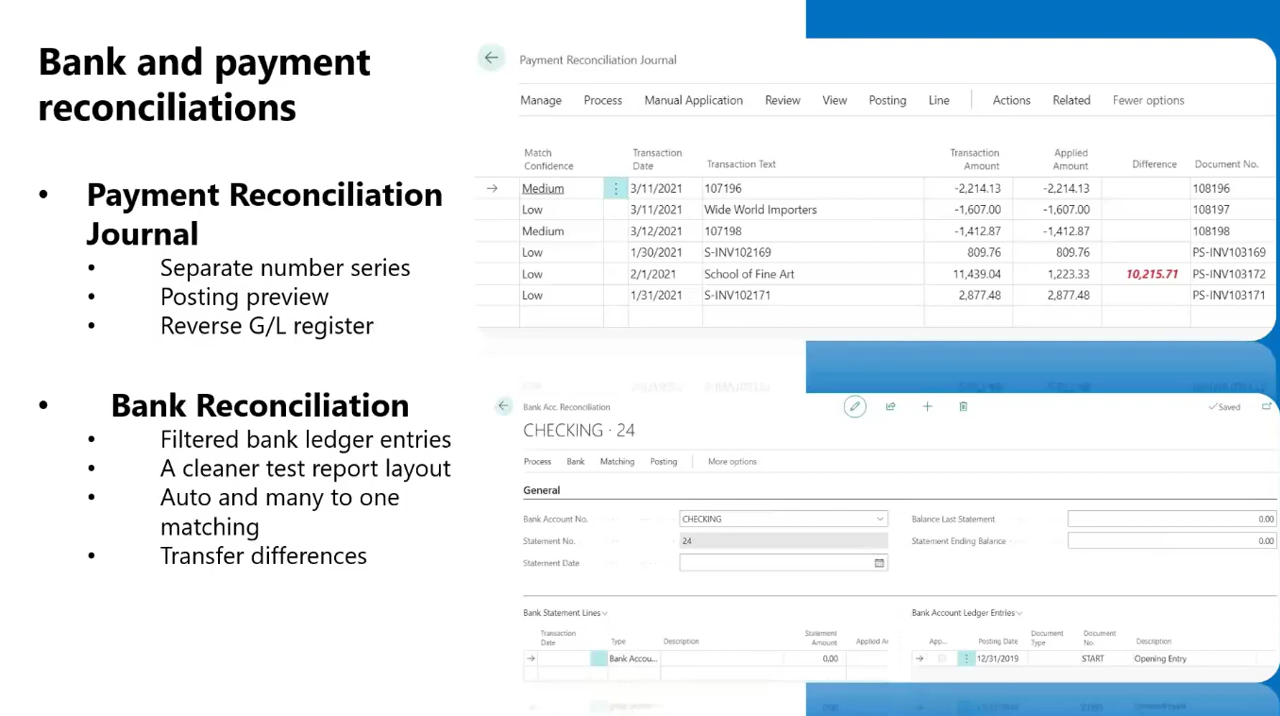 Bank and payment
reconciliations
• Payment Reconciliation
Journal
• Separate number series
• Posting preview
• Reverse G/L register
• Bank Reconciliation
• Filtered bank ledger entries
• A cleaner test report layout
• Auto and many to one
matching
• Transfer differences
Payment Reconciliation Journal
Manage Process Manual Application Review View Posting Line Actions Related Fewer options
Match Confidence Transaction Date Transaction Text Transaction Amount Applied Amount Difference Document No.
Medium 3/11/2021 107196 -2,214.13 -2,214.13 108196
Low 3/11/2021 Wide World Importers -1,607.00 -1,607.00 108197
Medium 3/12/2021 107198 -1,412.87 -1,412.87 108198
Low 1/30/2021 S-INV102169 809.76 809.76 PS-INV103169
Low 2/1/2021 School of Fine Art 11,439.04 1,223.33 10,215.71 PS-INV103172
Low 1/31/2021 S-INV102171 2,877.48 2,877.48 PS-INV103171
Bank Acc. Reconciliation
Saved
CHECKING · 24
Process Bank Matching Posting More options
General
Bank Account No. CHECKING Balance Last Statement 0.00
Statement No. 24 Statement Ending Balance 0.00
Statement Date
Bank Statement Lines Bank Account Ledger Entries
Transaction Date Type Description Statement Amount Applied A App... Posting Date Document Type Document No. Description
Bank Accou... 0.00 12/31/2019 START Opening Entry